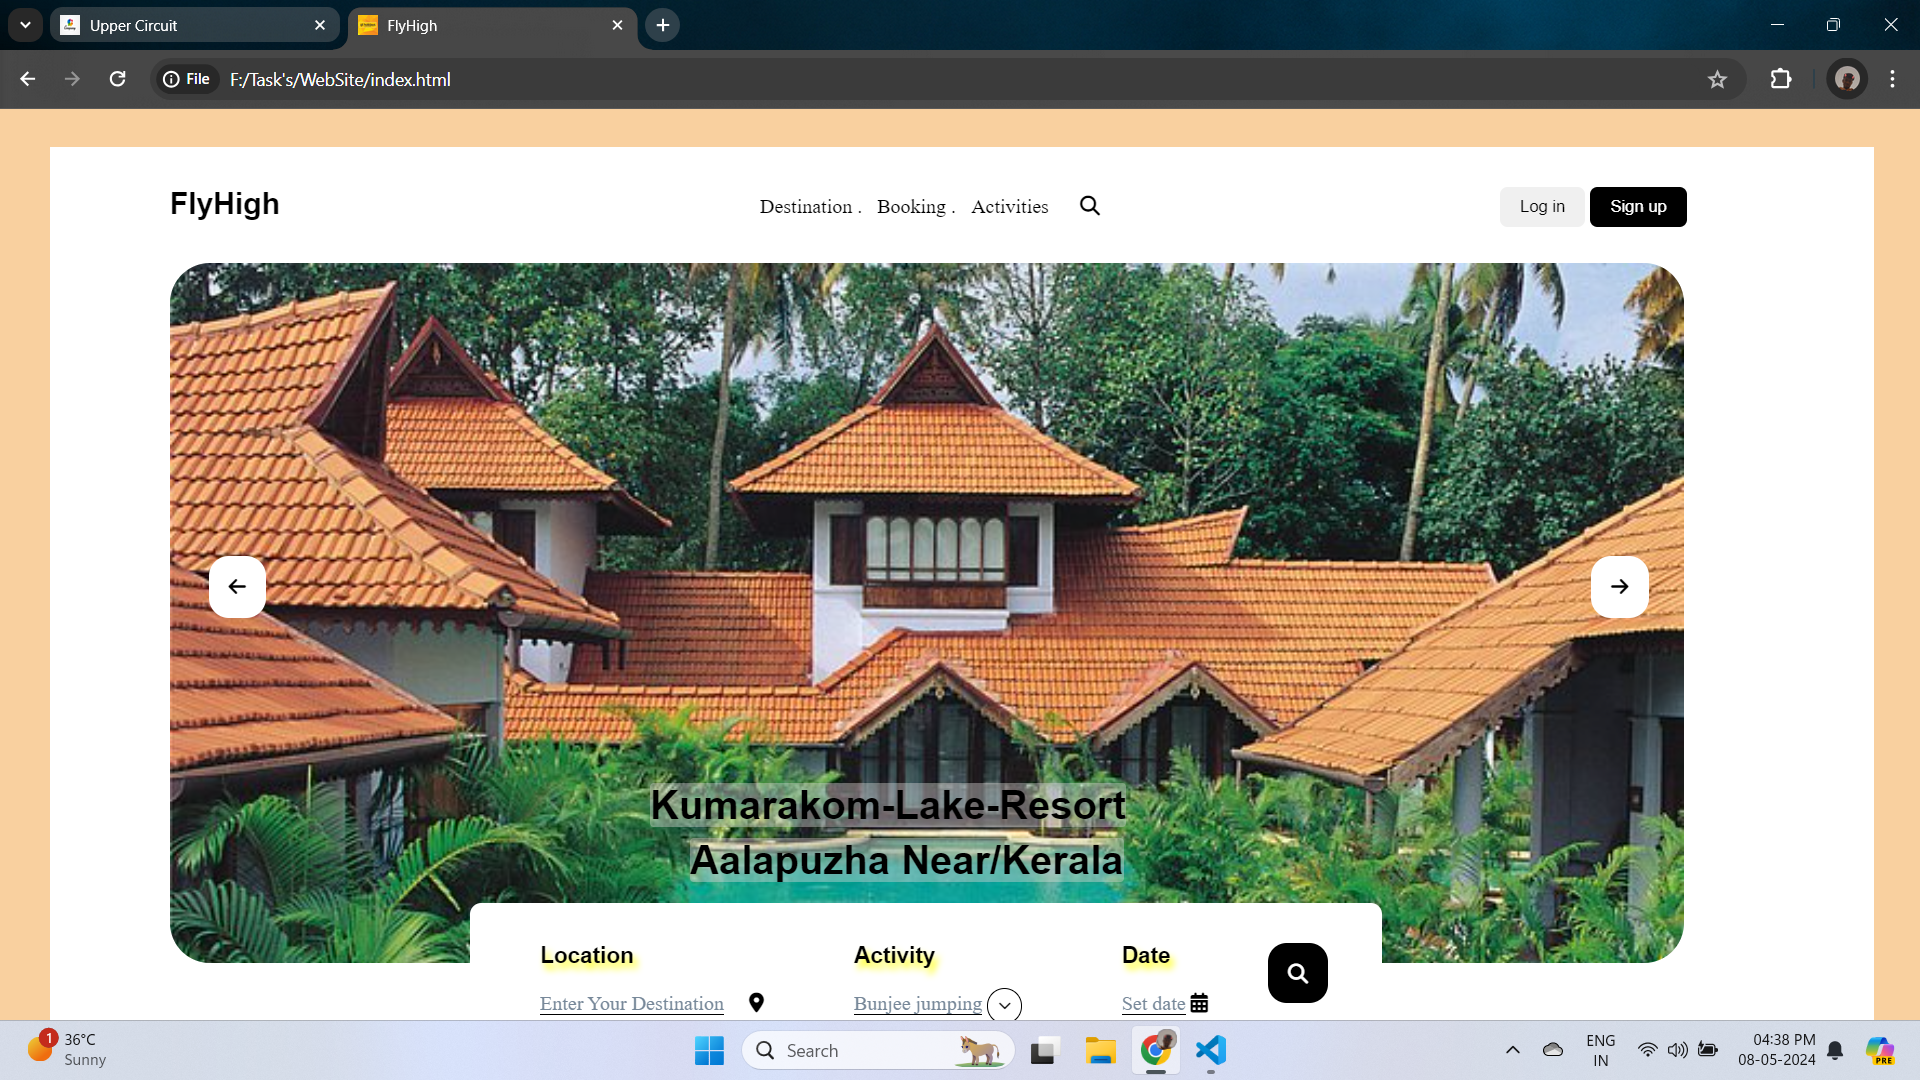 Upper Circuit
FlyHigh
File
F:/Task's/WebSite/index.html
FlyHigh
Destination .
Booking .
Activities
Log in
Sign up
Kumarakom-Lake-Resort
Aalapuzha Near/Kerala
Location
Activity
Date
Enter Your Destination
Bunjee jumping
Set date
1
36°C
Sunny
Search
ENG
IN
04:38 PM
08-05-2024
PRE